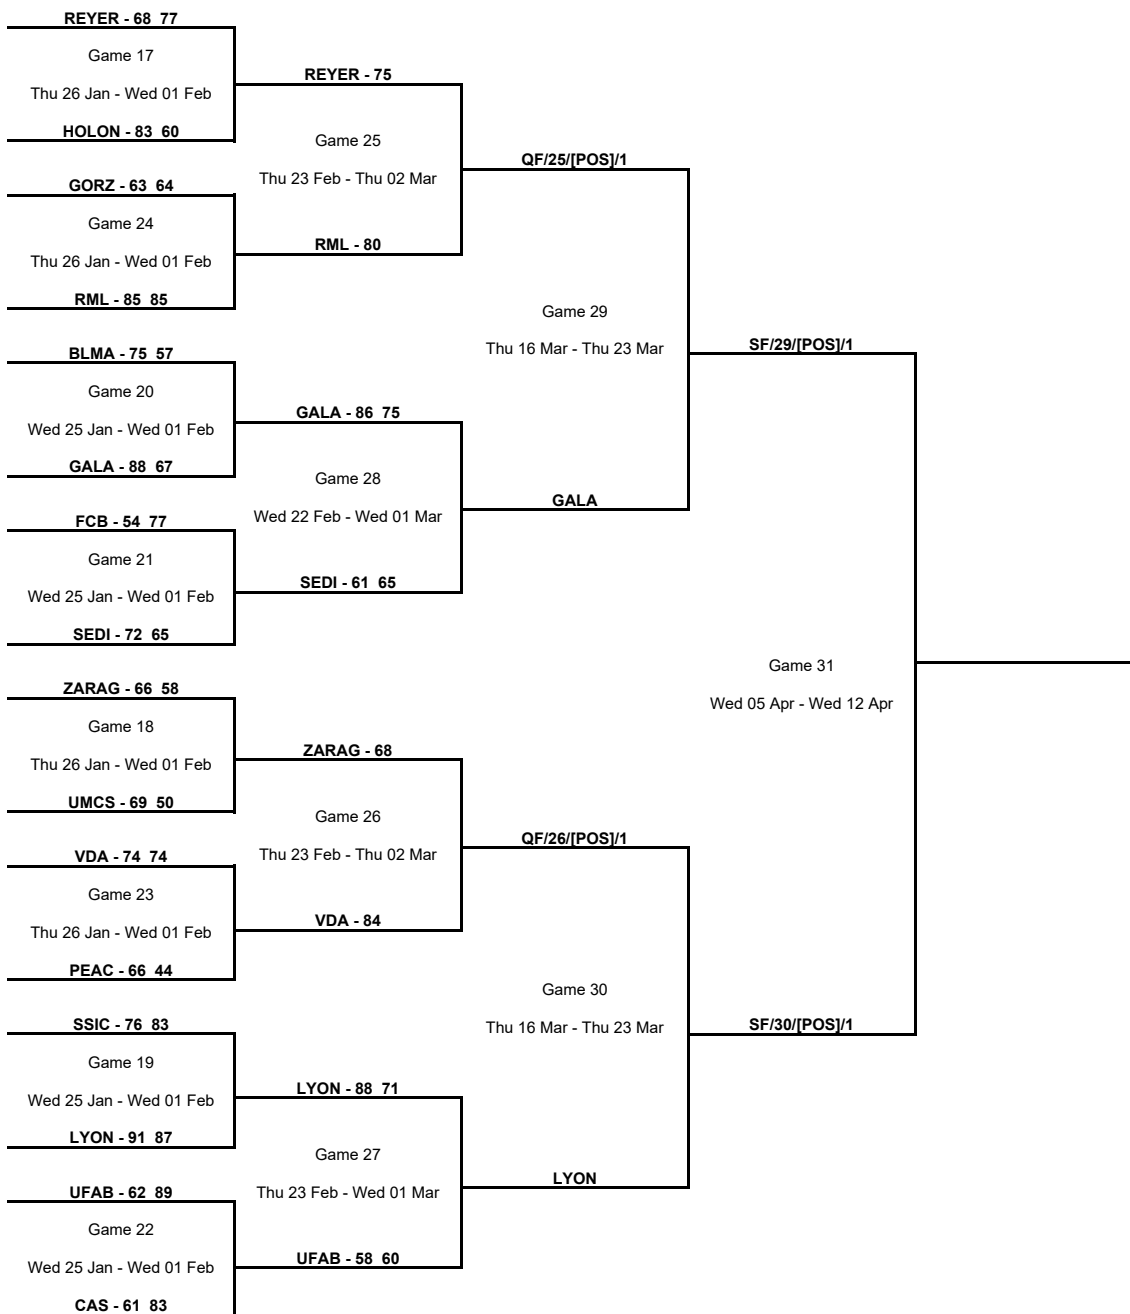 REYER - 68 77
Game 17
Thu 26 Jan - Wed 01 Feb
HOLON - 83 60
GORZ - 63 64
Game 24
Thu 26 Jan - Wed 01 Feb
RML - 85 85
BLMA - 75 57
Game 20
Wed 25 Jan - Wed 01 Feb
GALA - 88 67
FCB - 54 77
Game 21
Wed 25 Jan - Wed 01 Feb
SEDI - 72 65
ZARAG - 66 58
Game 18
Thu 26 Jan - Wed 01 Feb
UMCS - 69 50
VDA - 74 74
Game 23
Thu 26 Jan - Wed 01 Feb
PEAC - 66 44
SSIC - 76 83
Game 19
Wed 25 Jan - Wed 01 Feb
LYON - 91 87
UFAB - 62 89
Game 22
Wed 25 Jan - Wed 01 Feb
CAS - 61 83
REYER - 75
Game 25
Thu 23 Feb - Thu 02 Mar
RML - 80
GALA - 86 75
Game 28
Wed 22 Feb - Wed 01 Mar
SEDI - 61 65
ZARAG - 68
Game 26
Thu 23 Feb - Thu 02 Mar
VDA - 84
LYON - 88 71
Game 27
Thu 23 Feb - Wed 01 Mar
UFAB - 58 60
QF/25/[POS]/1
Game 29
Thu 16 Mar - Thu 23 Mar
GALA
QF/26/[POS]/1
Game 30
Thu 16 Mar - Thu 23 Mar
LYON
SF/29/[POS]/1
Game 31
Wed 05 Apr - Wed 12 Apr
SF/30/[POS]/1